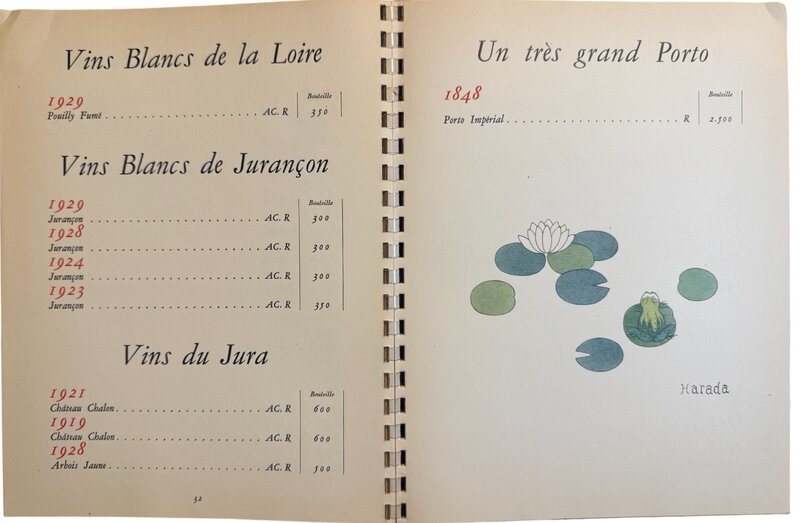 Vins Blancs de la Loire
Bouteille
1929
Pouilly Fumé . . . . . . . . . . . . . . . . . . . . AC. R 350
Vins Blancs de Jurançon
Bouteille
1929
Jurançon . . . . . . . . . . . . . . . . . . . . . . AC. R 300
1928
Jurançon . . . . . . . . . . . . . . . . . . . . . . AC. R 300
1924
Jurançon . . . . . . . . . . . . . . . . . . . . . . AC. R 300
1923
Jurançon . . . . . . . . . . . . . . . . . . . . . . AC. R 350
Vins du Jura
Bouteille
1921
Château Chalon . . . . . . . . . . . . . . . . . . . AC. R 600
1919
Château Chalon . . . . . . . . . . . . . . . . . . . AC. R 600
1928
Arbois Jaune . . . . . . . . . . . . . . . . . . . . AC. R 500
32
Un très grand Porto
Bouteille
1848
Porto Impérial . . . . . . . . . . . . . . . . . . . . . . R 2.500
Harada